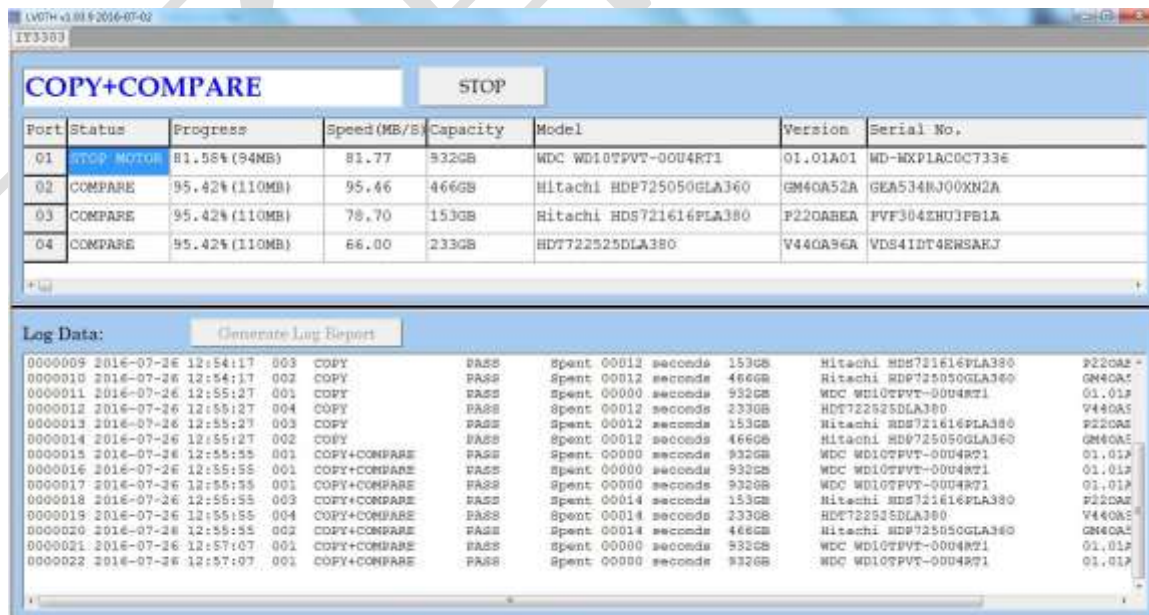 LV0TH v1.03.9 2016-07-02
IT3303
COPY+COMPARE STOP
Port Status Progress Speed(MB/S) Capacity Model Version Serial No.
01 STOP MOTOR 81.58%(94MB) 81.77 932GB WDC WD10TPVT-00U4RT1 01.01A01 WD-WXP1AC0C7336
02 COMPARE 95.42%(110MB) 95.46 466GB Hitachi HDP725050GLA360 GM4OA52A GEA534RJ00XN2A
03 COMPARE 95.42%(110MB) 78.70 153GB Hitachi HDS721616PLA380 P22OABEA PVF304ZHU3PB1A
04 COMPARE 95.42%(110MB) 66.00 233GB HDT722525DLA380 V44OA96A VDS41DT4EWSAKJ
Log Data: Generate Log Report
0000009 2016-07-26 12:54:17 003 COPY PASS Spent 00012 seconds 153GB Hitachi HDS721616PLA380
0000010 2016-07-26 12:54:17 002 COPY PASS Spent 00012 seconds 466GB Hitachi HDP725050GLA360
0000011 2016-07-26 12:55:27 001 COPY PASS Spent 00000 seconds 932GB WDC WD10TPVT-00U4RT1
0000012 2016-07-26 12:55:27 004 COPY PASS Spent 00012 seconds 233GB HDT722525DLA380
0000013 2016-07-26 12:55:27 003 COPY PASS Spent 00012 seconds 153GB Hitachi HDS721616PLA380
0000014 2016-07-26 12:55:27 002 COPY PASS Spent 00012 seconds 466GB Hitachi HDP725050GLA360
0000015 2016-07-26 12:55:55 001 COPY+COMPARE PASS Spent 00000 seconds 932GB WDC WD10TPVT-00U4RT1
0000016 2016-07-26 12:55:55 001 COPY+COMPARE PASS Spent 00000 seconds 932GB WDC WD10TPVT-00U4RT1
0000017 2016-07-26 12:55:55 001 COPY+COMPARE PASS Spent 00000 seconds 932GB WDC WD10TPVT-00U4RT1
0000018 2016-07-26 12:55:55 003 COPY+COMPARE PASS Spent 00014 seconds 153GB Hitachi HDS721616PLA380
0000019 2016-07-26 12:55:55 004 COPY+COMPARE PASS Spent 00014 seconds 233GB HDT722525DLA380
0000020 2016-07-26 12:55:55 002 COPY+COMPARE PASS Spent 00014 seconds 466GB Hitachi HDP725050GLA360
0000021 2016-07-26 12:57:07 001 COPY+COMPARE PASS Spent 00000 seconds 932GB WDC WD10TPVT-00U4RT1
0000022 2016-07-26 12:57:07 001 COPY+COMPARE PASS Spent 00000 seconds 932GB WDC WD10TPVT-00U4RT1